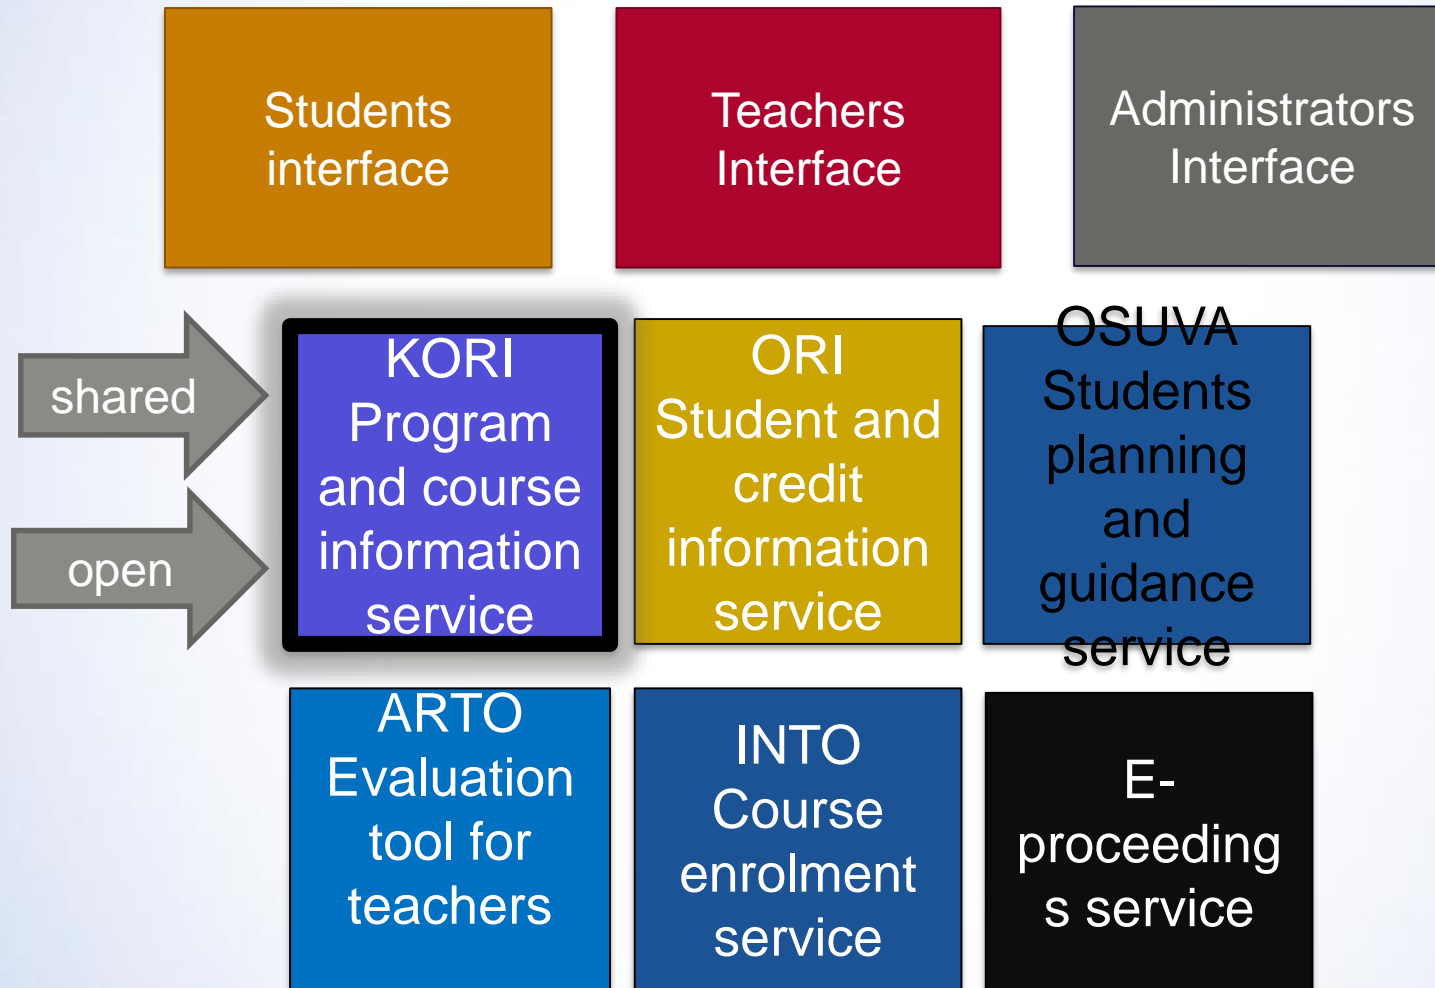 Students
interface
Teachers
Interface
Administrators
Interface
shared
open
KORI
Program
and course
information
service
ORI
Student and
credit
information
service
OSUVA
Students
planning
and
guidance
service
ARTO
Evaluation
tool for
teachers
INTO
Course
enrolment
service
E-
proceeding
s service